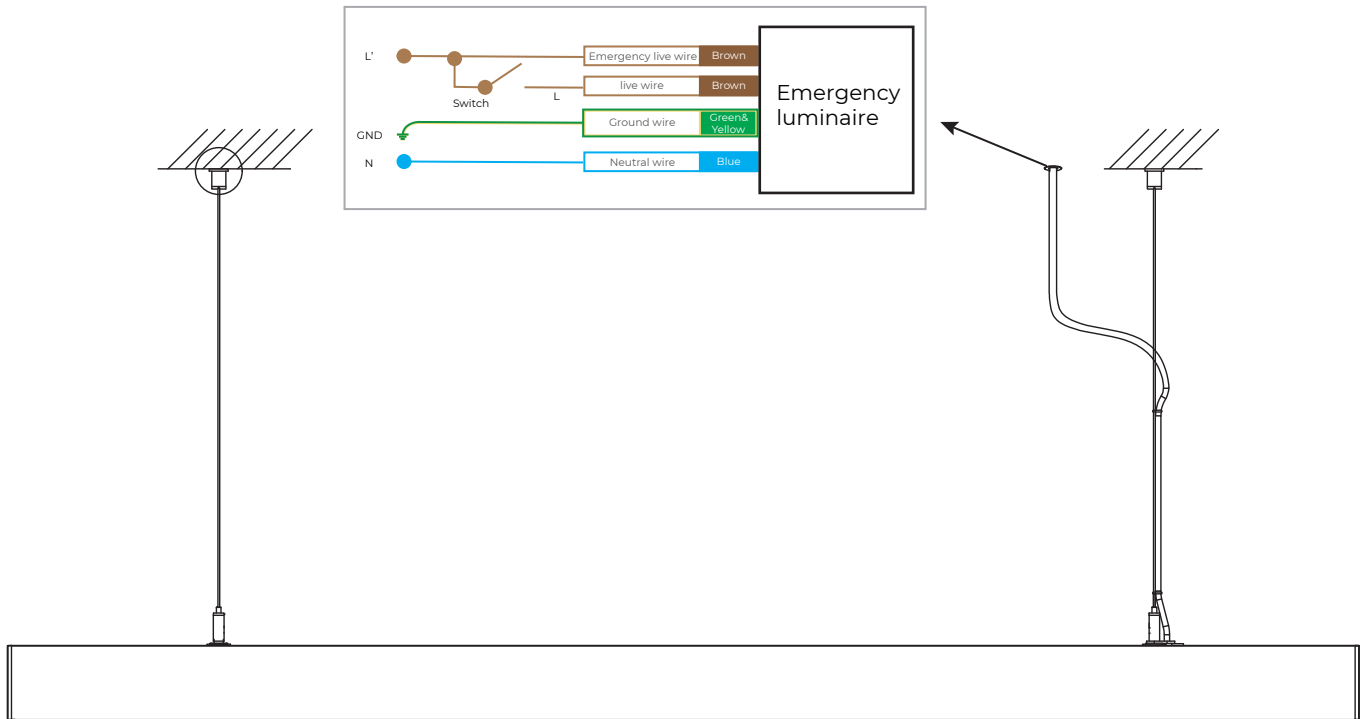 L’
Emergency live wire
Brown
Switch
L
live wire
Brown
GND
Ground wire
Green&
Yellow
N
Neutral wire
Blue
Emergency
luminaire